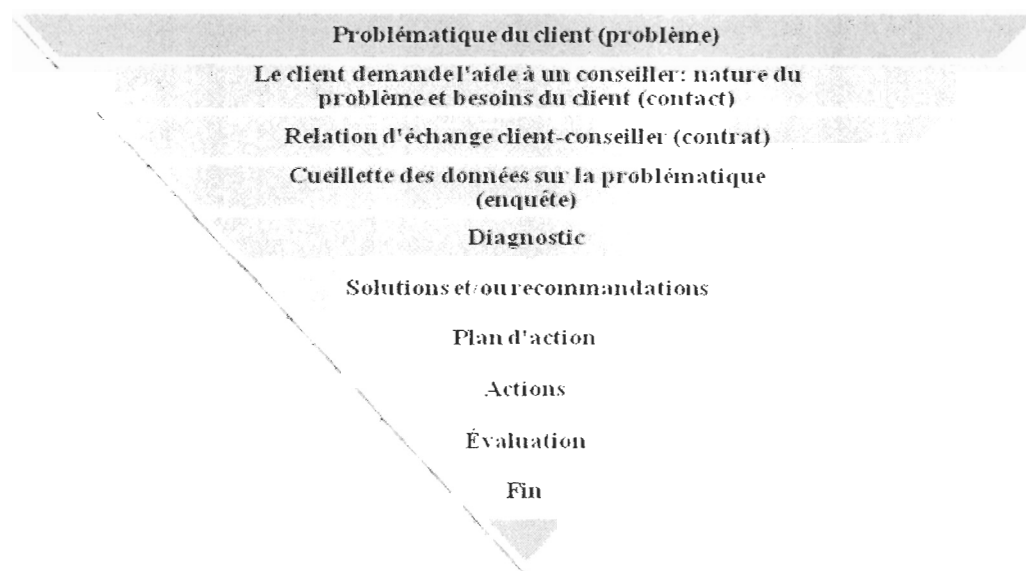 Problématique du client (problème)
Le client demande l'aide à un conseiller: nature du
problème et besoins du client (contact)
Relation d'échange client-conseiller (contrat)
Cueillette des données sur la problématique
(enquête)
Diagnostic
Solutions et/ou recommandations
Plan d'action
Actions
Évaluation
Fin